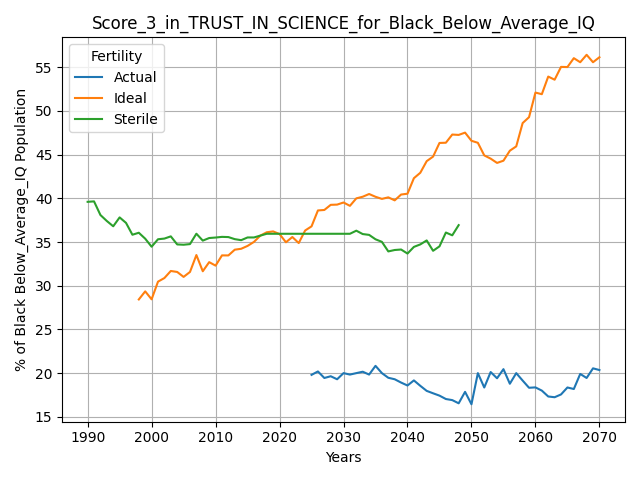 Score_3_in_TRUST_IN_SCIENCE_for_Black_Below_Average_IQ
% of Black Below_Average_IQ Population
55
50
45
40
35
30
25
20
15
Fertility
Actual
Ideal
Sterile
1990 2000 2010 2020 2030 2040 2050 2060 2070
Years